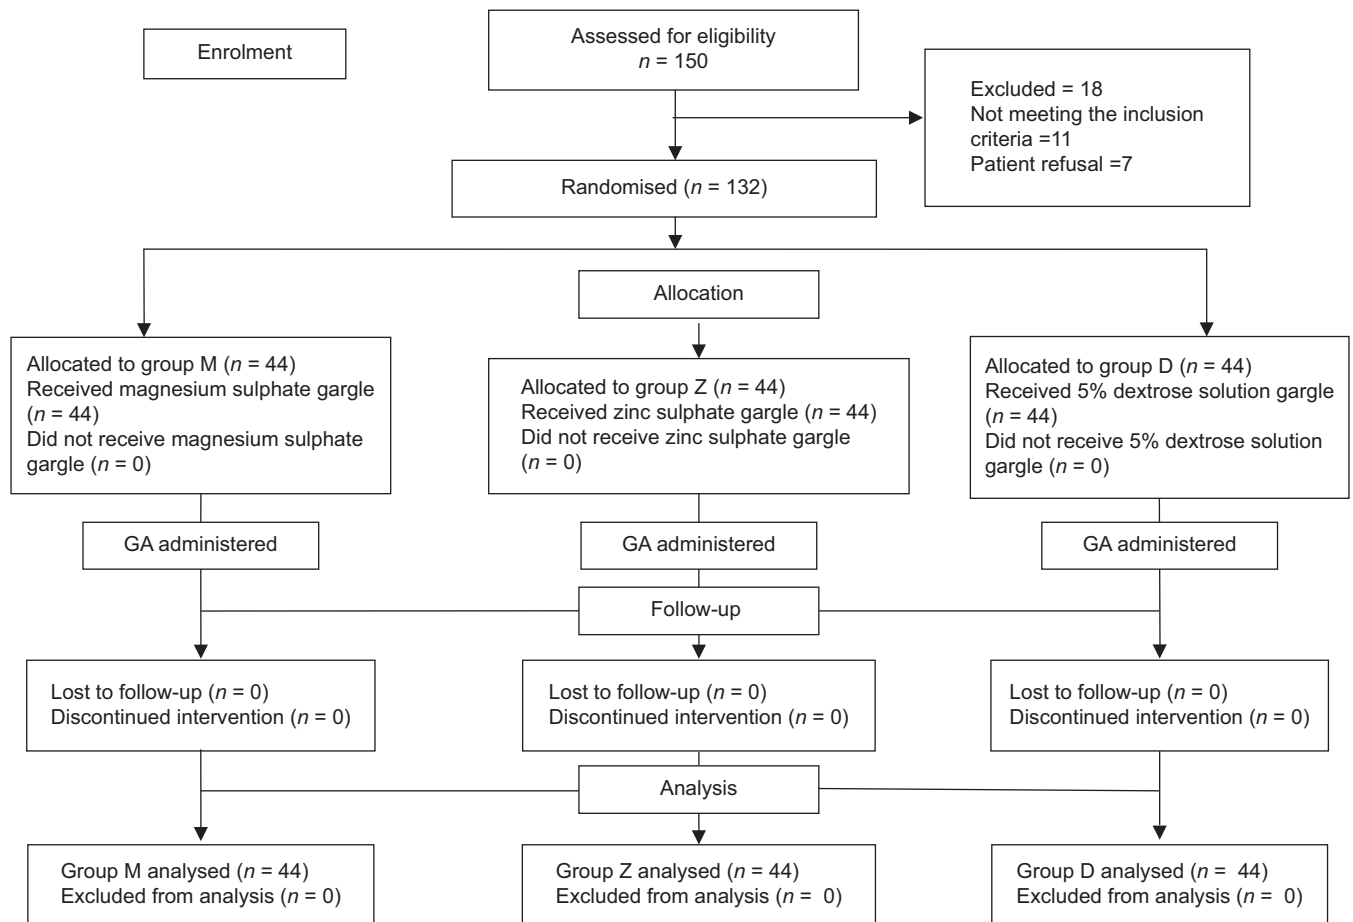 Enrolment
Assessed for eligibility
n = 150
Excluded = 18
Not meeting the inclusion
criteria =11
Patient refusal =7
Randomised (n = 132)
Allocation
Allocated to group M (n = 44)
Received magnesium sulphate gargle
(n = 44)
Did not receive magnesium sulphate
gargle (n = 0)
Allocated to group Z (n = 44)
Received zinc sulphate gargle (n = 44)
Did not receive zinc sulphate gargle
(n = 0)
Allocated to group D (n = 44)
Received 5% dextrose solution gargle
(n = 44)
Did not receive 5% dextrose solution
gargle (n = 0)
GA administered
GA administered
GA administered
Follow-up
Lost to follow-up (n = 0)
Discontinued intervention (n = 0)
Lost to follow-up (n = 0)
Discontinued intervention (n = 0)
Lost to follow-up (n = 0)
Discontinued intervention (n = 0)
Analysis
Group M analysed (n = 44)
Excluded from analysis (n = 0)
Group Z analysed (n = 44)
Excluded from analysis (n =  0)
Group D analysed (n =  44)
Excluded from analysis (n =  0)